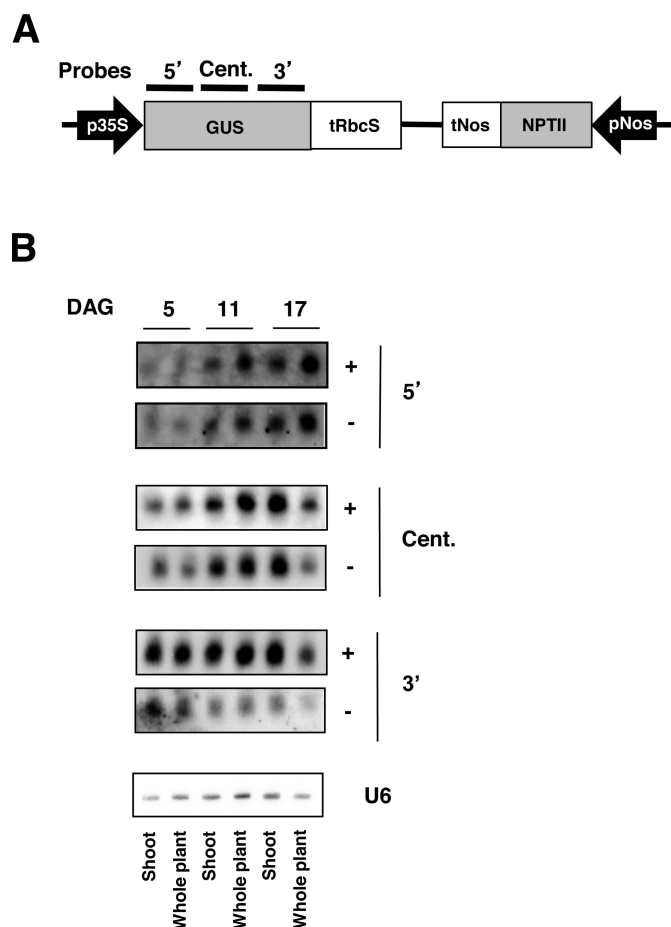 A
Probes 5’ Cent. 3’
p35S GUS tRbcS tNos NPTII pNos
B
DAG 5 11 17
+
5’
-
+
Cent.
-
+
3’
-
U6
Shoot
Whole plant
Shoot
Whole plant
Shoot
Whole plant